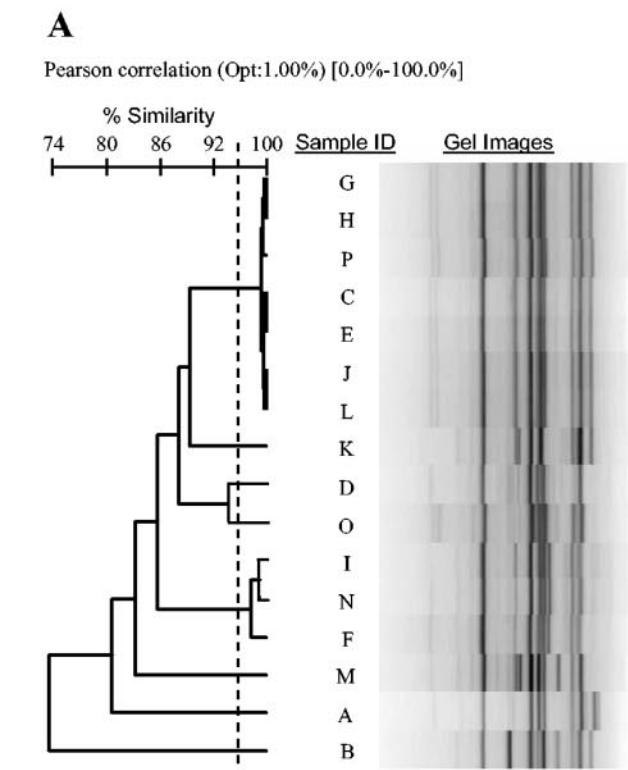 A
Pearson correlation (Opt:1.00%) [0.0%-100.0%]
% Similarity
74 80 86 92 100 Sample ID Gel Images
G
H
P
C
E
J
L
K
D
O
I
N
F
M
A
B